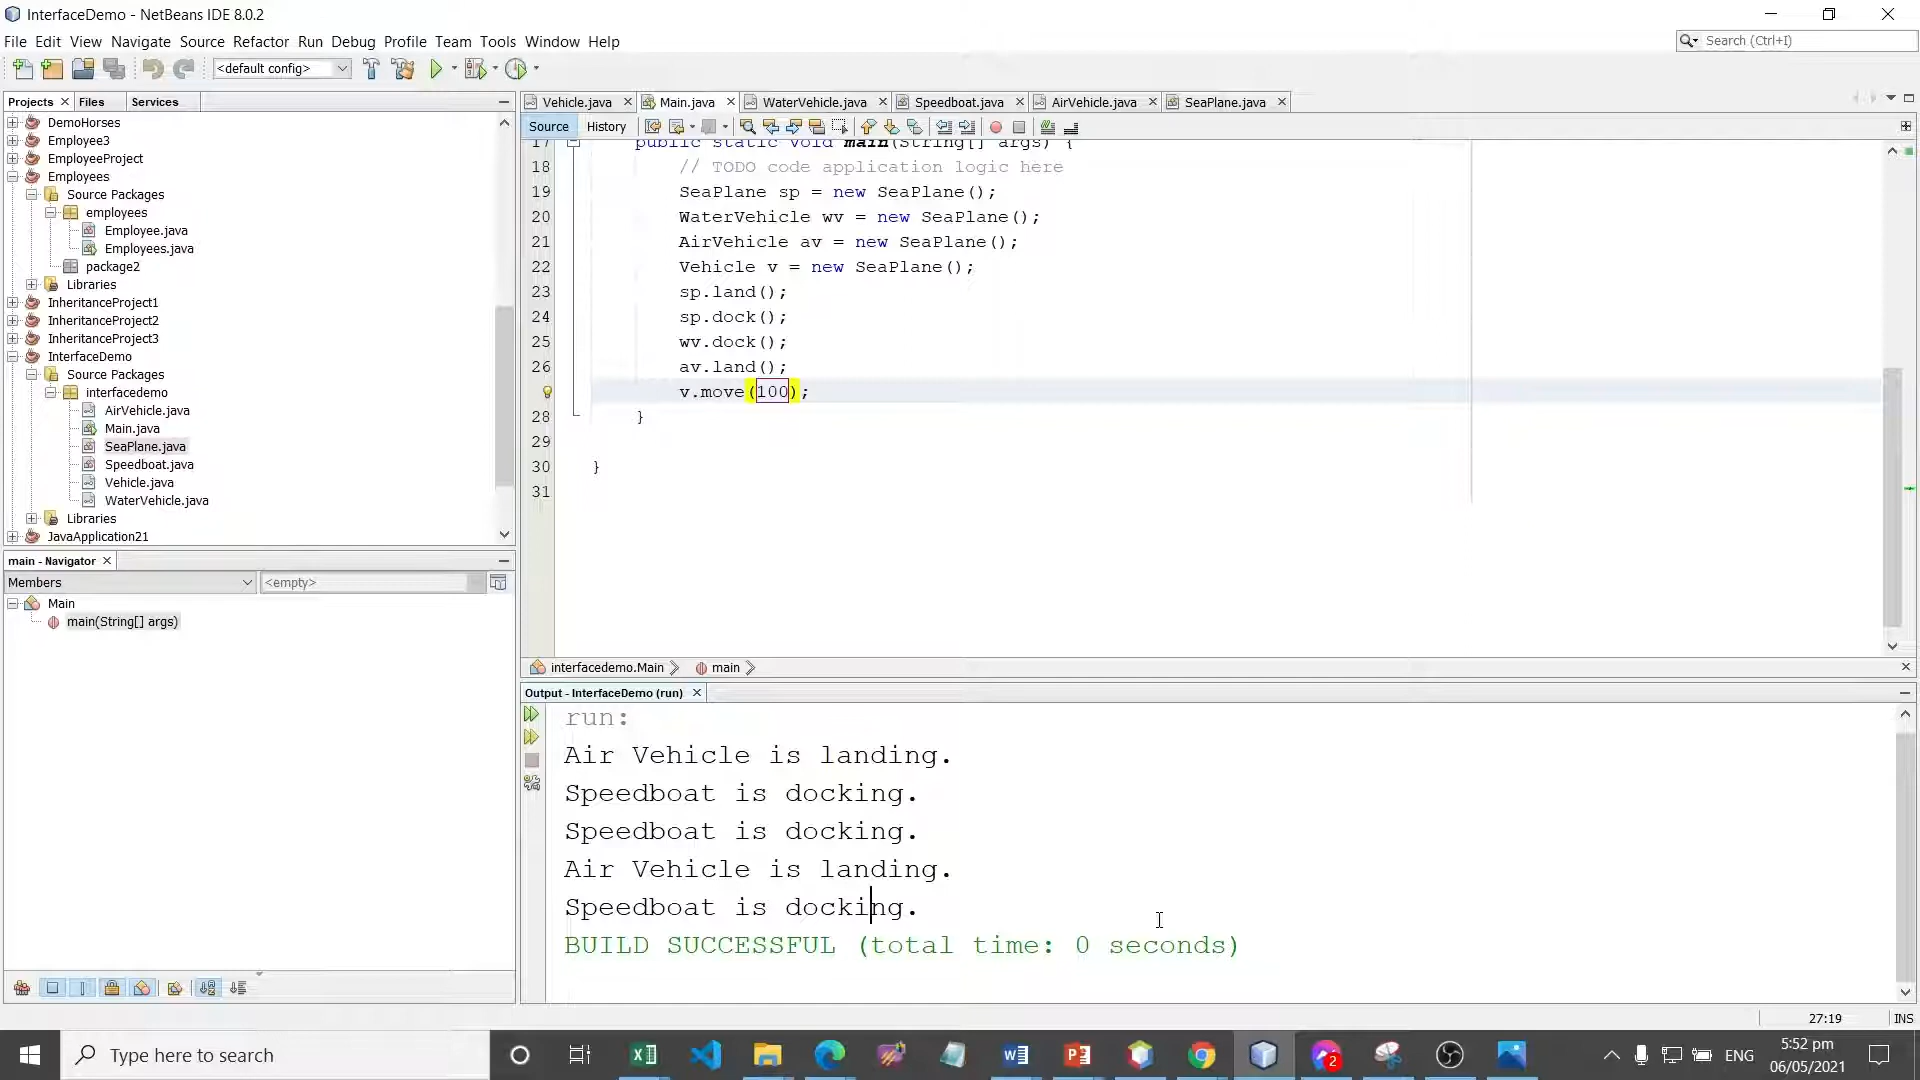 InterfaceDemo - NetBeans IDE 8.0.2
File Edit View Navigate Source Refactor Run Debug Profile Team Tools Window Help
Search (Ctrl+I)
<default config>
Projects Files Services
DemoHorses
Employee3
EmployeeProject
Employees
Source Packages
employees
Employee.java
Employees.java
package2
Libraries
InheritanceProject1
InheritanceProject2
InheritanceProject3
InterfaceDemo
Source Packages
interfacedemo
AirVehicle.java
Main.java
SeaPlane.java
Speedboat.java
Vehicle.java
WaterVehicle.java
Libraries
JavaApplication21
main - Navigator
Members <empty>
Main
main(String[] args)
Vehicle.java Main.java WaterVehicle.java Speedboat.java AirVehicle.java SeaPlane.java
Source History
17 public static void main(String[] args) {
18 // TODO code application logic here
19 SeaPlane sp = new SeaPlane();
20 WaterVehicle wv = new SeaPlane();
21 AirVehicle av = new SeaPlane();
22 Vehicle v = new SeaPlane();
23 sp.land();
24 sp.dock();
25 wv.dock();
26 av.land();
v.move(100);
28 }
29
30 }
31
interfacedemo.Main main
Output - InterfaceDemo (run)
run:
Air Vehicle is landing.
Speedboat is docking.
Speedboat is docking.
Air Vehicle is landing.
Speedboat is docking.
BUILD SUCCESSFUL (total time: 0 seconds)
27:19 INS
Type here to search
2
ENG
5:52 pm
06/05/2021